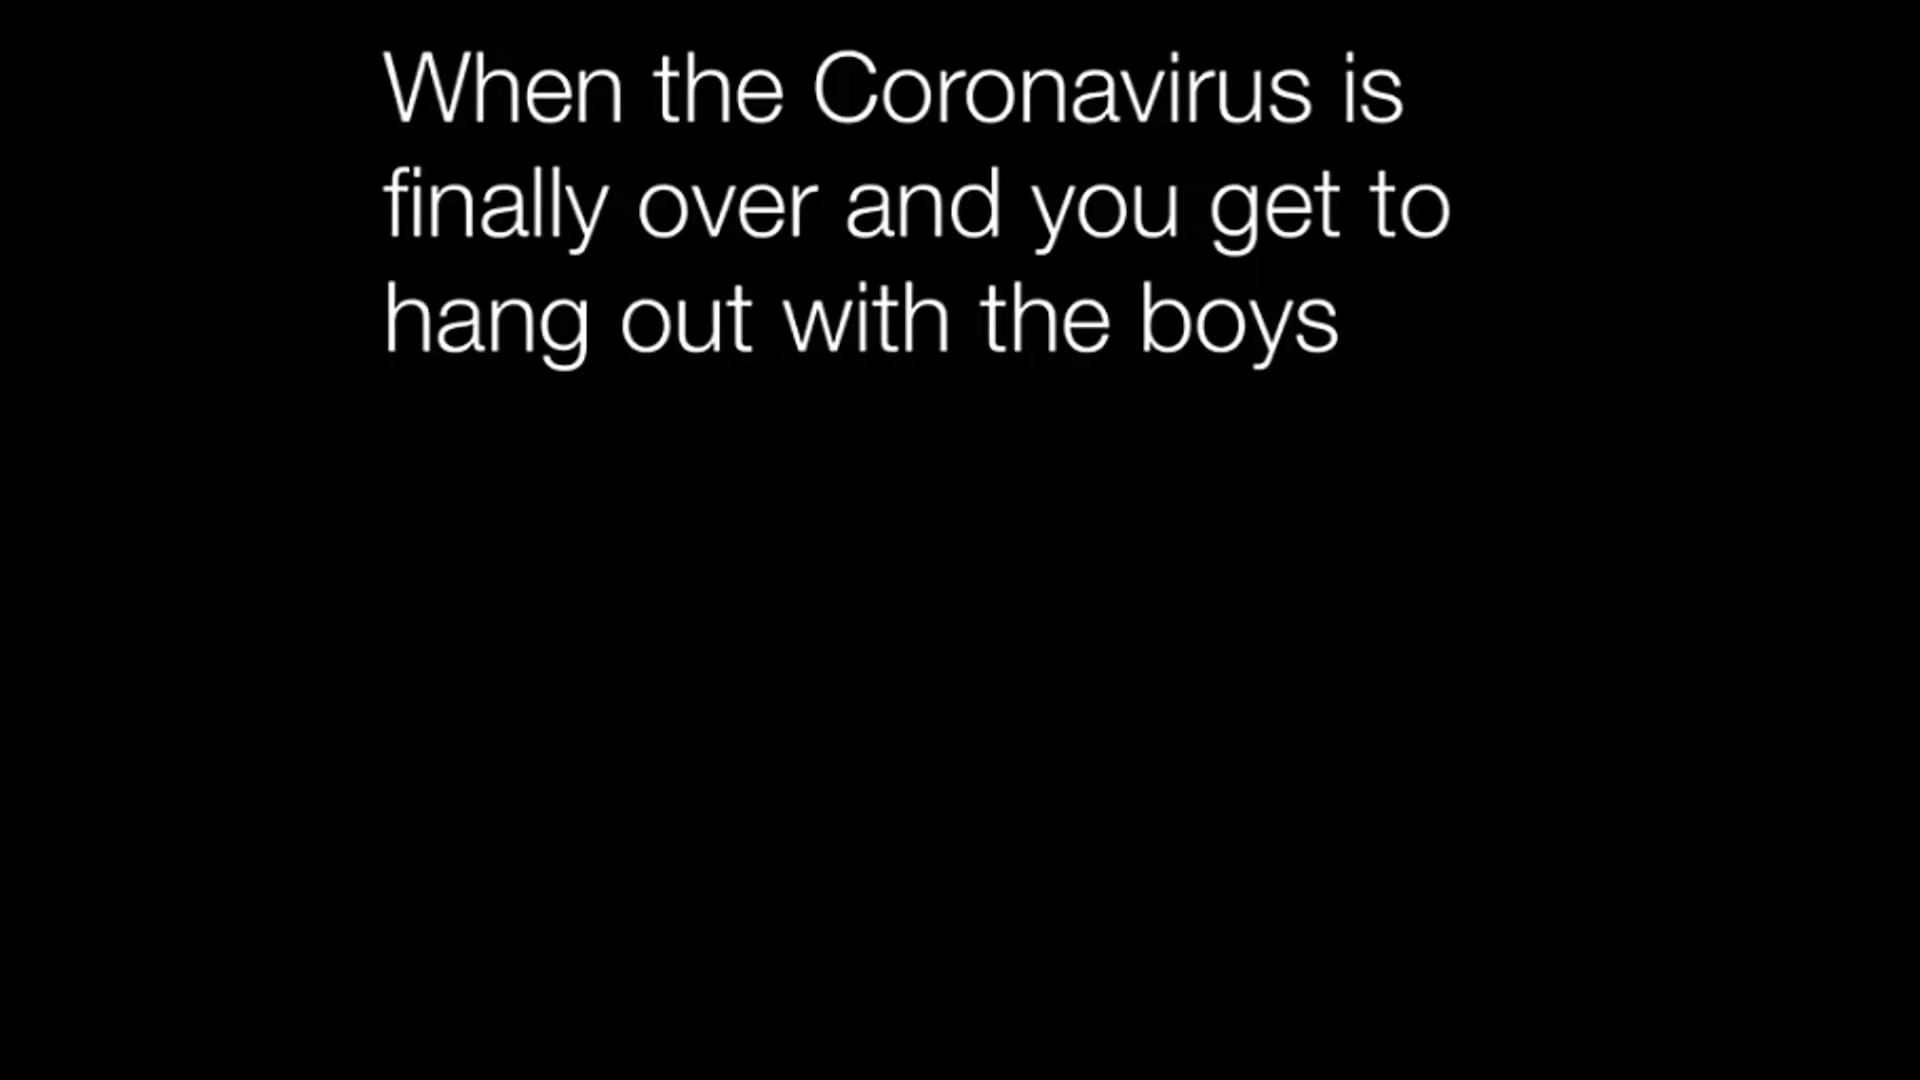 When the Coronavirus is
finally over and you get to
hang out with the boys